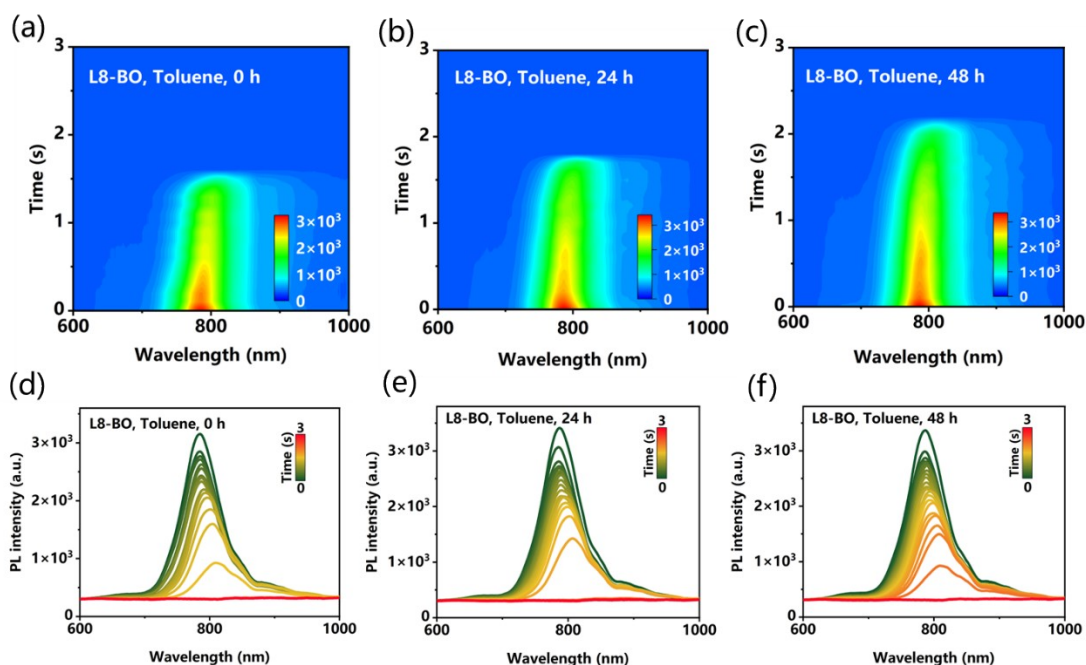 (a)
3
2
1
0
Time (s)
L8-BO, Toluene, 0 h
3×10³
2×10³
1×10³
0
600
800
1000
Wavelength (nm)
(b)
3
2
1
0
Time (s)
L8-BO, Toluene, 24 h
3×10³
2×10³
1×10³
0
600
800
1000
Wavelength (nm)
(c)
3
2
1
0
Time (s)
L8-BO, Toluene, 48 h
3×10³
2×10³
1×10³
0
600
800
1000
Wavelength (nm)
(d)
PL intensity (a.u.)
3×10³
2×10³
1×10³
0
L8-BO, Toluene, 0 h
Time (s)
3
0
600
800
1000
Wavelength (nm)
(e)
PL intensity (a.u.)
3×10³
2×10³
1×10³
0
L8-BO, Toluene, 24 h
Time (s)
3
0
600
800
1000
Wavelength (nm)
(f)
PL intensity (a.u.)
3×10³
2×10³
1×10³
0
L8-BO, Toluene, 48 h
Time (s)
3
0
600
800
1000
Wavelength (nm)